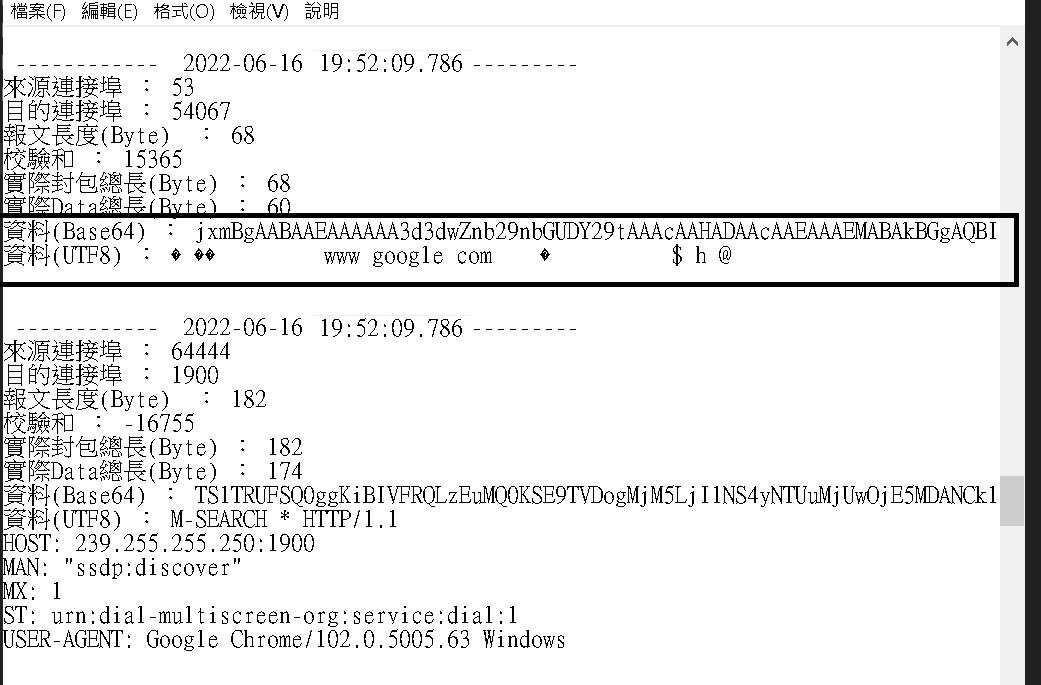 檔案(F) 編輯(E) 格式(O) 檢視(V) 說明
------------ 2022-06-16 19:52:09.786 ---------
來源連接埠 : 53
目的連接埠 : 54067
報文長度(Byte) : 68
校驗和 : 15365
實際封包總長(Byte) : 68
實際Data總長(Byte) : 60
資料(Base64) : jxmBgAABAAEAAAAAA3d3dwZnb29nbGUDY29tAAAcAAHADAAcAAEAAAEMABAkBGgAQBI
資料(UTF8) : � �� www google com � $ h @
------------ 2022-06-16 19:52:09.786 ---------
來源連接埠 : 64444
目的連接埠 : 1900
報文長度(Byte) : 182
校驗和 : -16755
實際封包總長(Byte) : 182
實際Data總長(Byte) : 174
資料(Base64) : TS1TRUFSQ0ggKiBIVFRQLzEuMQ0KSE9TVDogMjM5LjI1NS4yNTUuMjUwOjE5MDANCk1
資料(UTF8) : M-SEARCH * HTTP/1.1
HOST: 239.255.255.250:1900
MAN: "ssdp:discover"
MX: 1
ST: urn:dial-multiscreen-org:service:dial:1
USER-AGENT: Google Chrome/102.0.5005.63 Windows